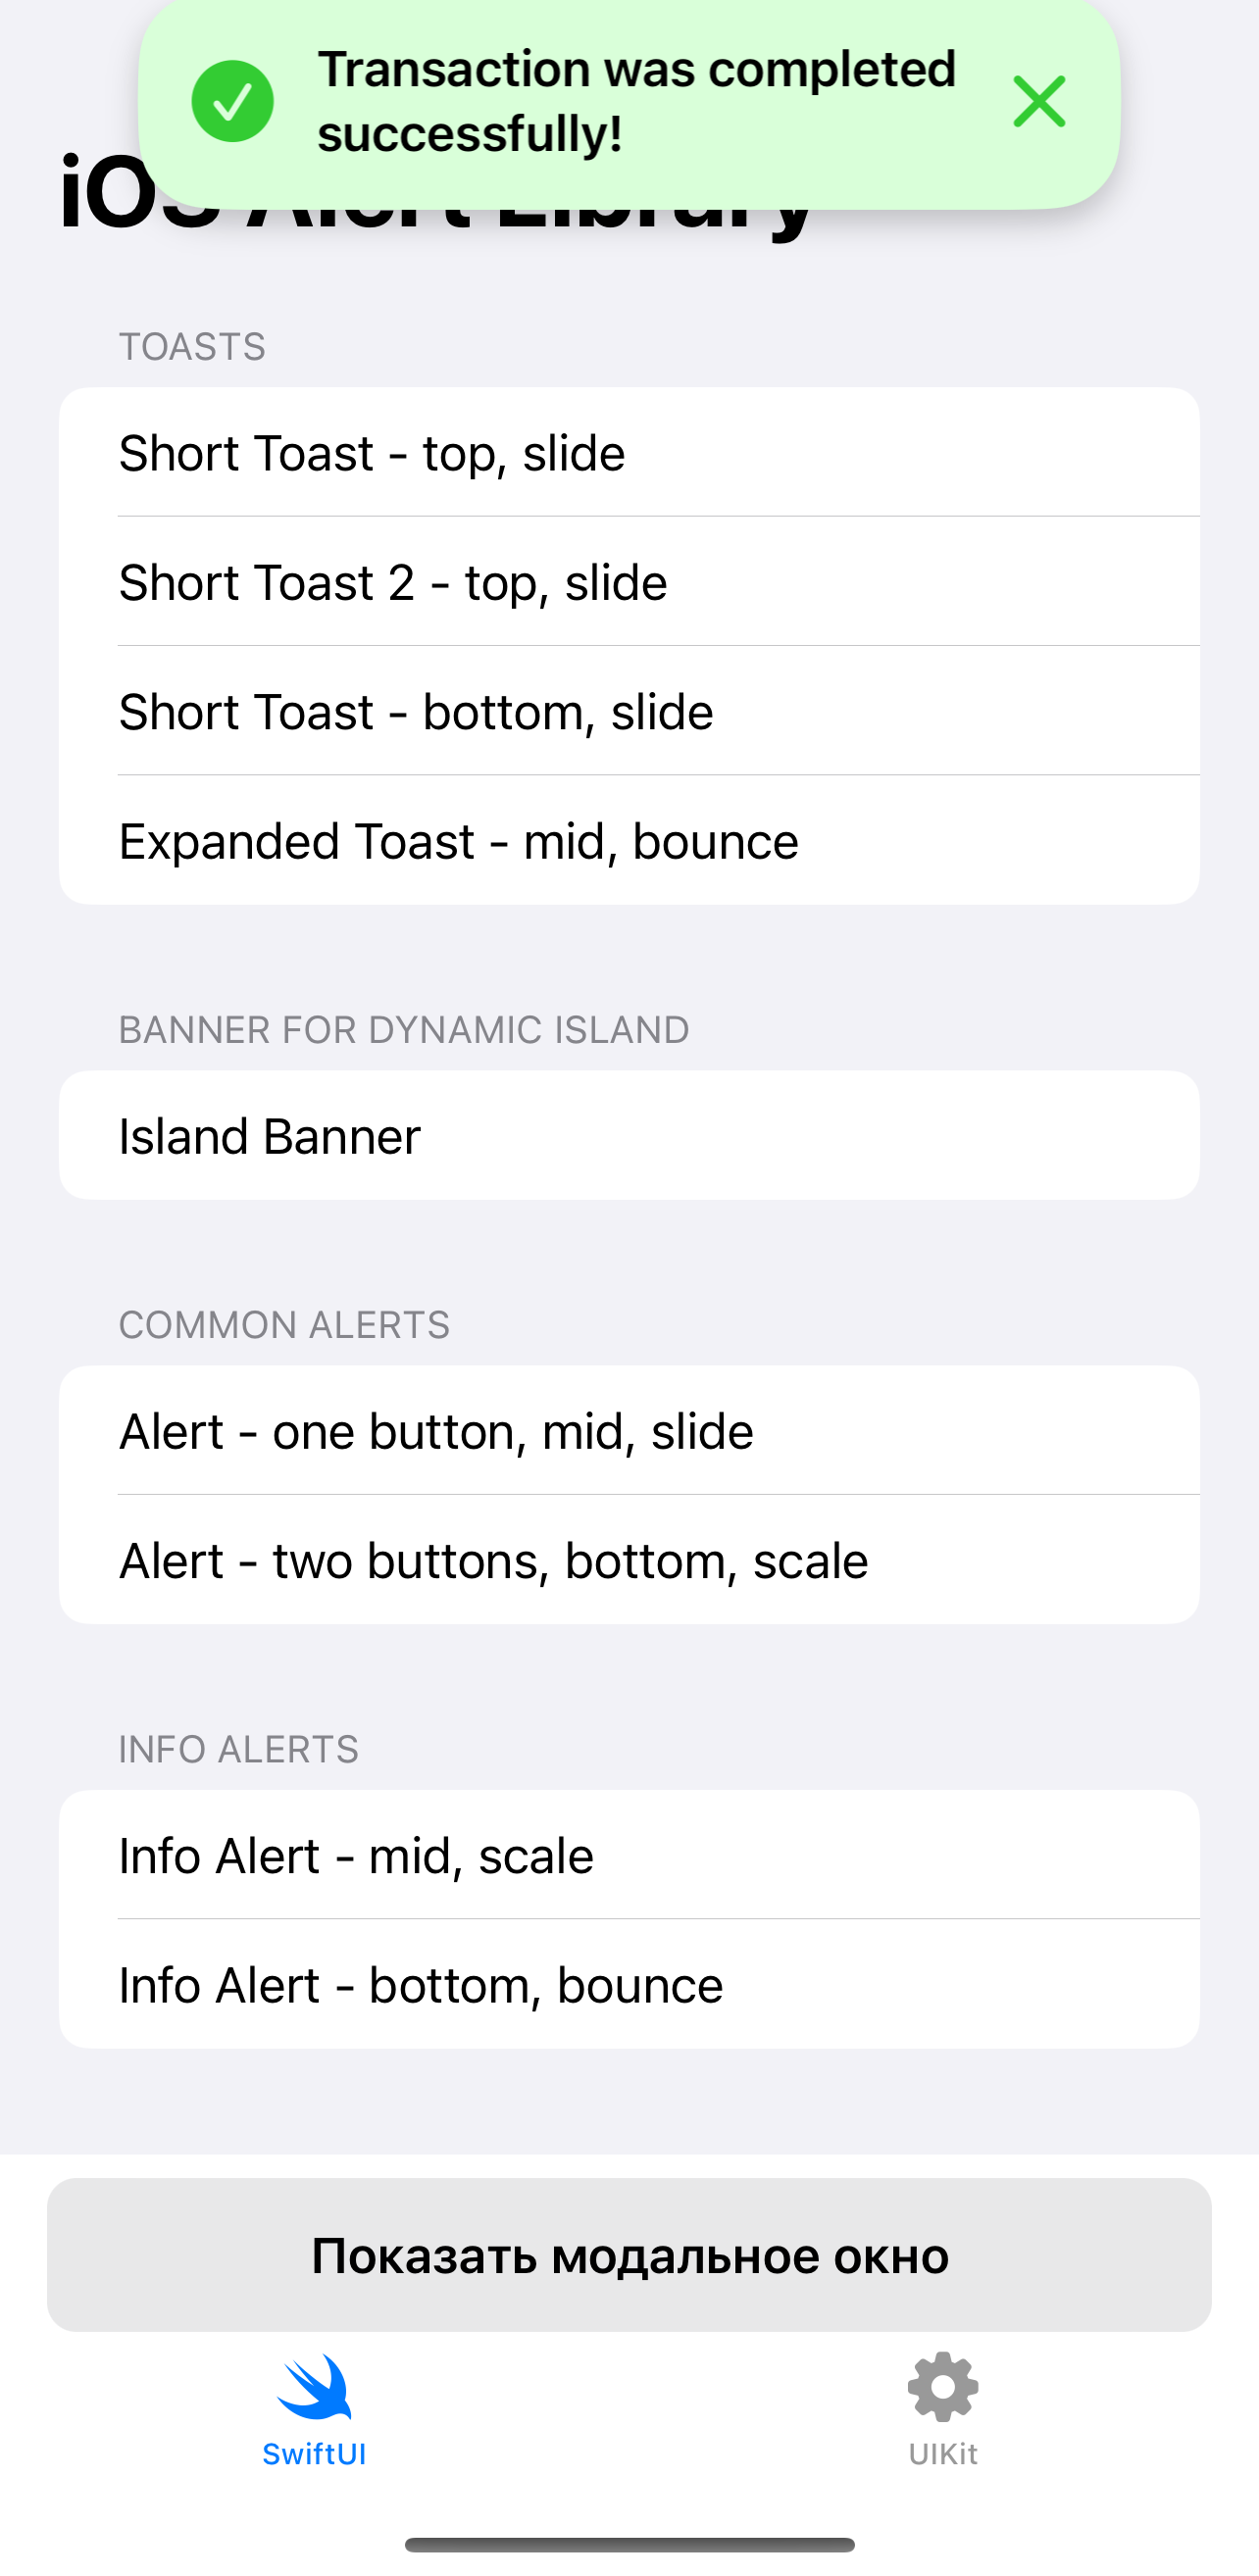 Transaction was completed
successfully!
iOS Alert Library
TOASTS
Short Toast - top, slide
Short Toast 2 - top, slide
Short Toast - bottom, slide
Expanded Toast - mid, bounce
BANNER FOR DYNAMIC ISLAND
Island Banner
COMMON ALERTS
Alert - one button, mid, slide
Alert - two buttons, bottom, scale
INFO ALERTS
Info Alert - mid, scale
Info Alert - bottom, bounce
Показать модальное окно
SwiftUI
UIKit